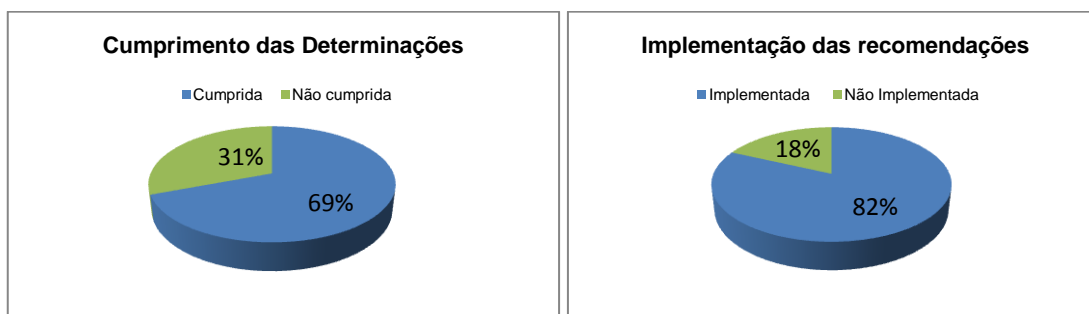 Cumprimento das Determinações
Cumprida Não cumprida
31%
69%
Implementação das recomendações
Implementada Não Implementada
18%
82%